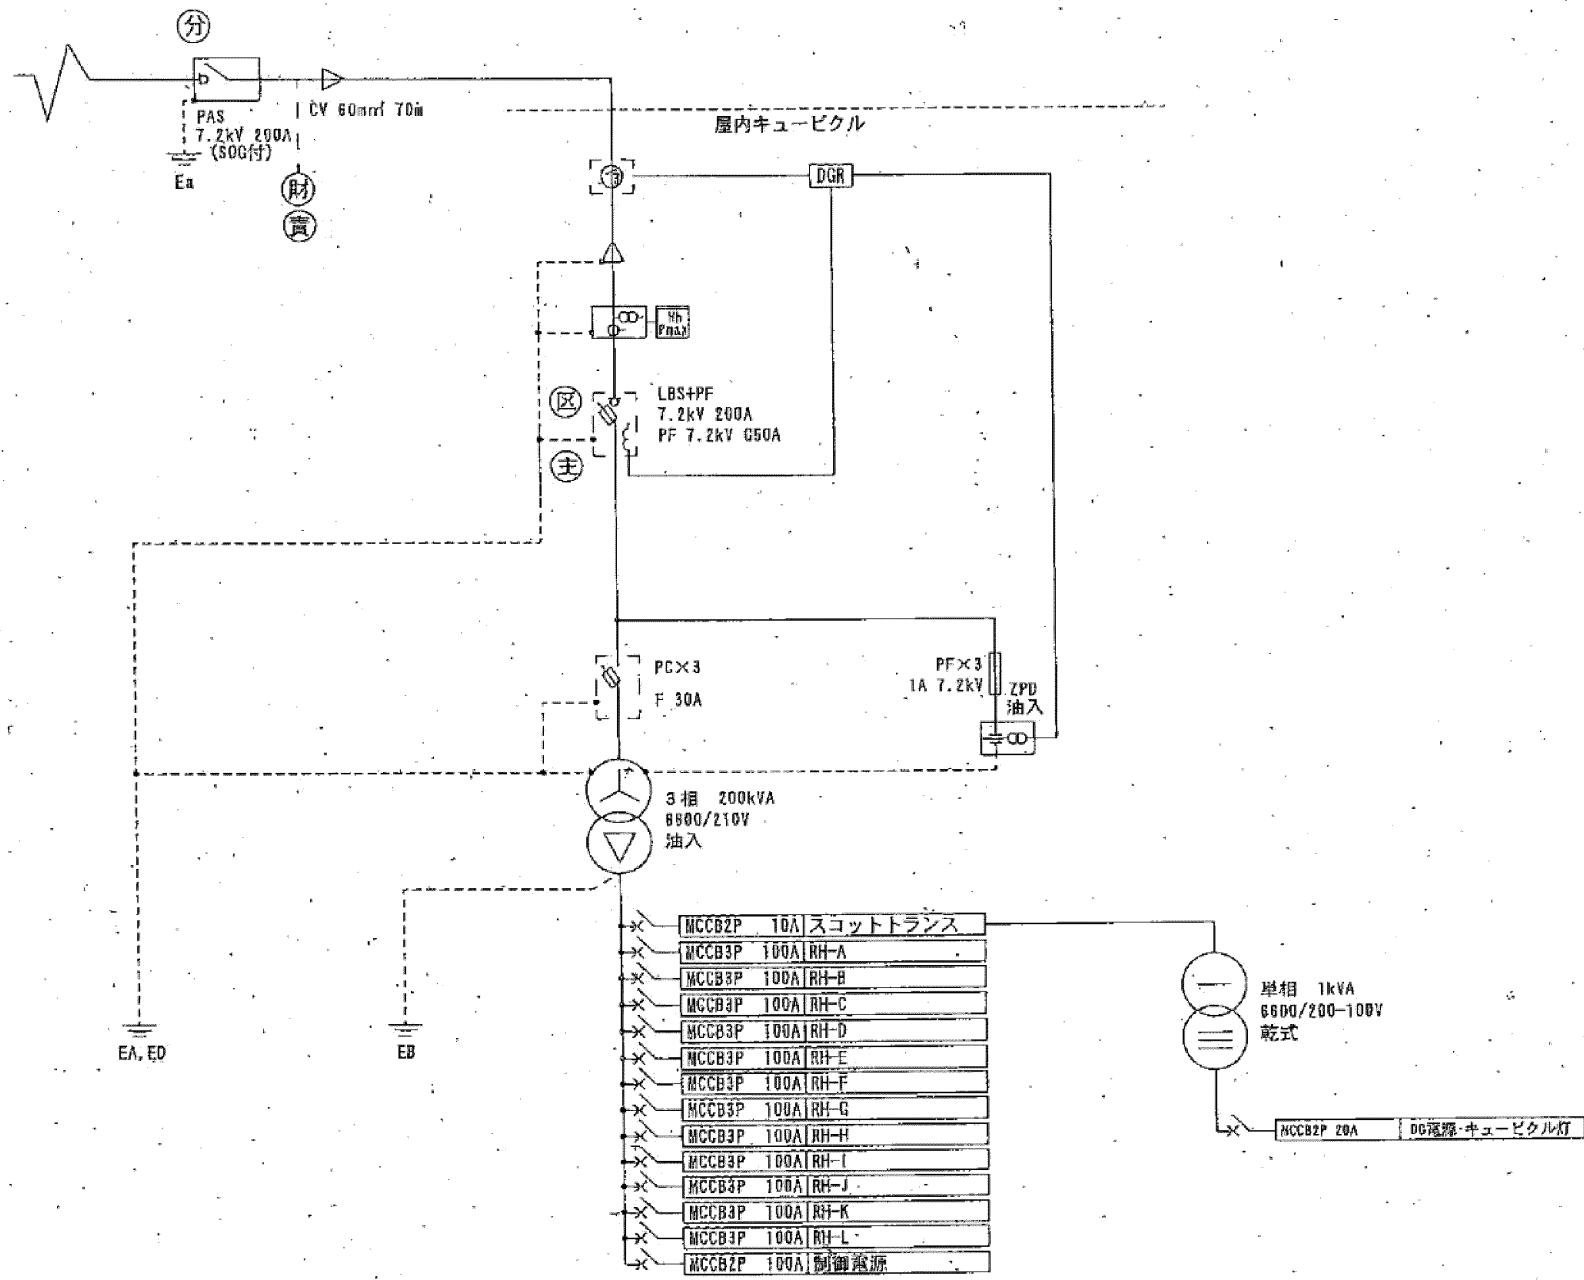 分
PAS
7.2kV 200A
(SOG付)
Ea
CV 60m㎡ 70m
財
責
屋内キュービクル
DGR
Wh
Pmax
区
主
LBS+PF
7.2kV 200A
PF 7.2kV G50A
PC×3
F 30A
PF×3
1A 7.2kV
ZPD
油入
3相 200kVA
6600/210V
油入
EA,ED
EB
MCCB2P 10A スコットトランス
MCCB3P 100A RH-A
MCCB3P 100A RH-B
MCCB3P 100A RH-C
MCCB3P 100A RH-D
MCCB3P 100A RH-E
MCCB3P 100A RH-F
MCCB3P 100A RH-G
MCCB3P 100A RH-H
MCCB3P 100A RH-I
MCCB3P 100A RH-J
MCCB3P 100A RH-K
MCCB3P 100A RH-L
MCCB2P 100A 制御電源
単相 1kVA
6600/200-100V
乾式
MCCB2P 20A DG電源・キュービクル灯